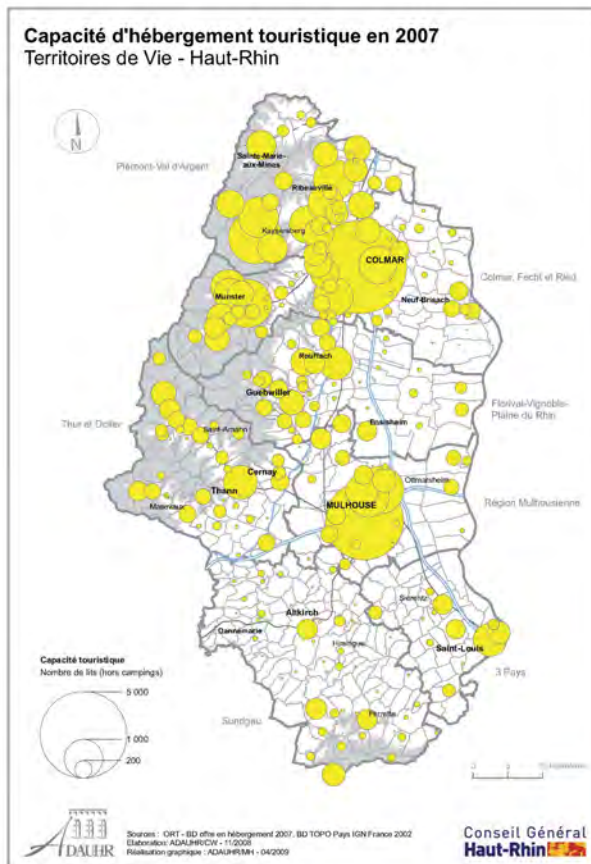 Capacité d'hébergement touristique en 2007
Territoires de Vie - Haut-Rhin
N
Sainte-Marie-
aux-Mines
Piémont-Val d'Argent
Ribeauvillé
Kaysersberg
COLMAR
Colmar, Fecht et Ried
Munster
Neuf-Brisach
Rouffach
Guebwiller
Florival-Vignoble-
Plaine du Rhin
Thur et Doller
Saint-Amarin
Ensisheim
Cernay
Ottmarsheim
Thann
Région Mulhousienne
Masevaux
MULHOUSE
Sierentz
Altkirch
Dannemarie
Hirsingue
Saint-Louis
3 Pays
Capacité touristique
Nombre de lits (hors campings)
5 000
1 000
200
Sundgau
Ferrette
ADAUHR
Sources : ORT - BD offre en hébergement 2007. BD TOPO Pays IGN France 2002
Elaboration: ADAUHR/CW - 11/2008
Réalisation graphique : ADAUHR/MH - 04/2009
Conseil Général
Haut-Rhin